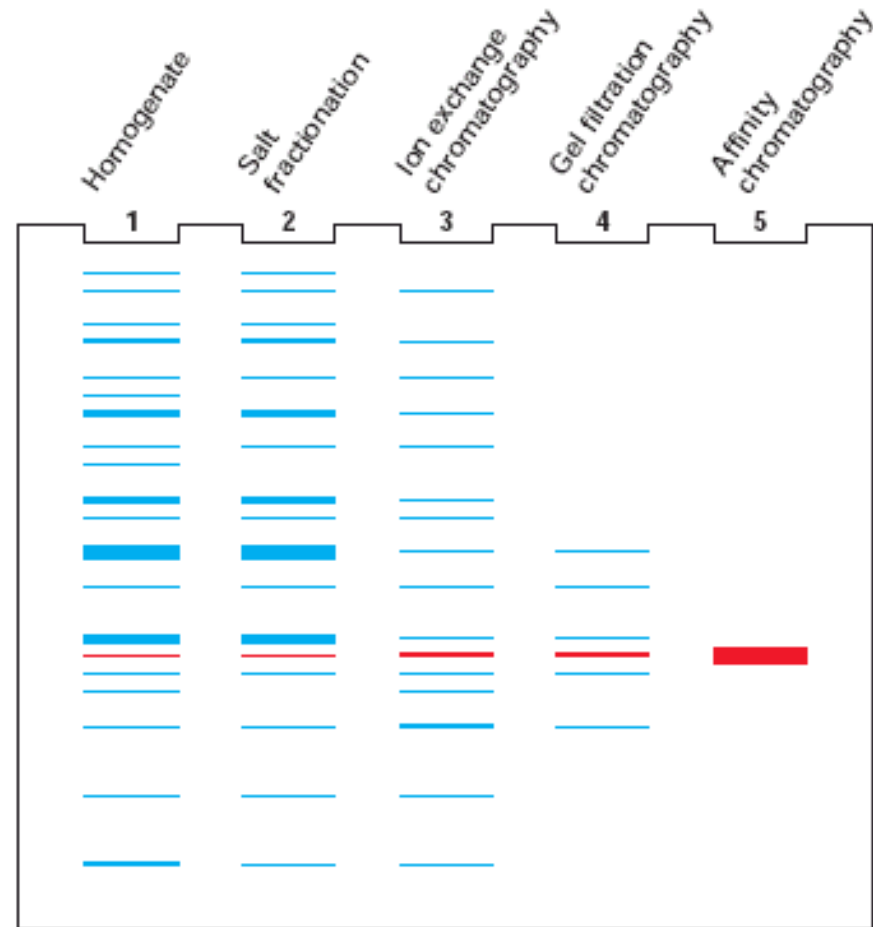 Homogenate
Salt
fractionation
Ion exchange
chromatography
Gel filtration
chromatography
Affinity
chromatography
1
2
3
4
5